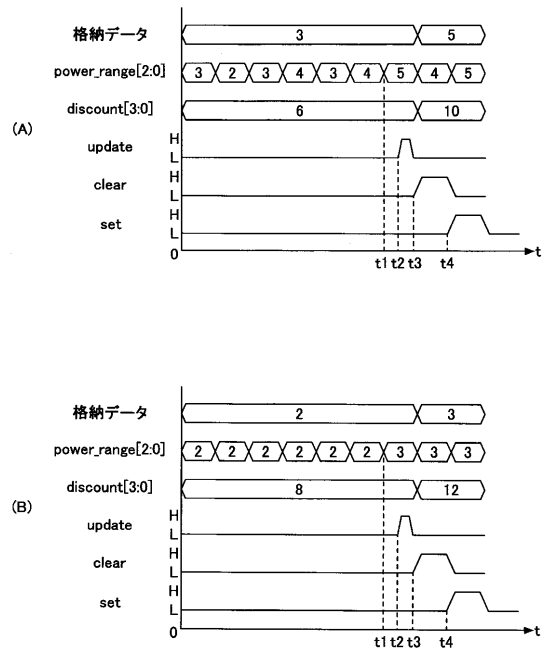 格納データ 3 5
power_range[2:0] 3 2 3 4 3 4 5 4 5
discount[3:0] 6 10
(A)
update H L
clear H L
set H L
0 t1 t2 t3 t4 t
格納データ 2 3
power_range[2:0] 2 2 2 2 2 2 3 3 3
discount[3:0] 8 12
(B)
update H L
clear H L
set H L
0 t1 t2 t3 t4 t